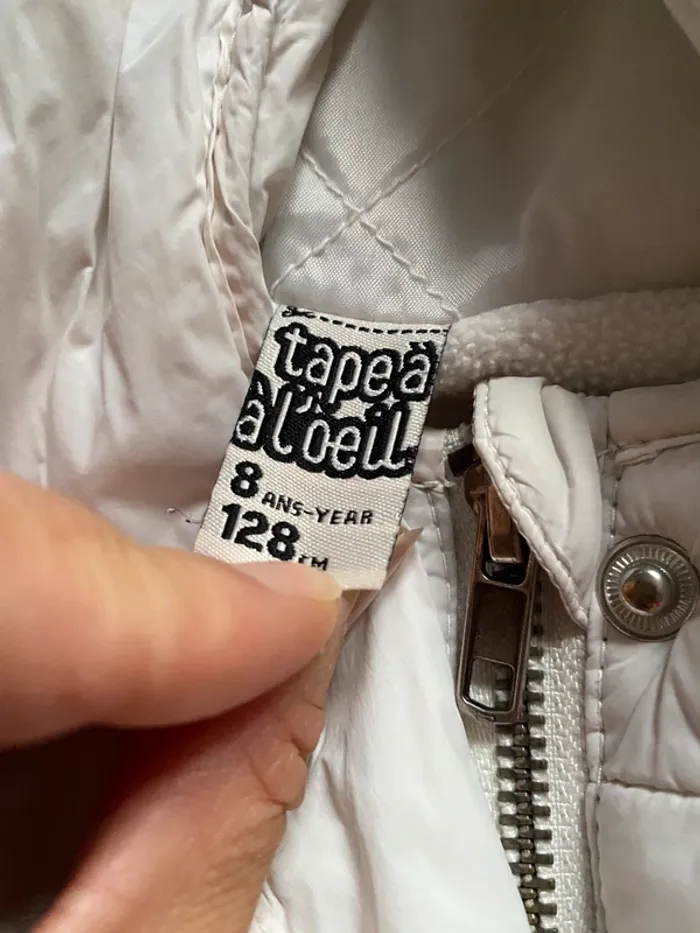 tape à
à l'oeil
8 ANS-YEAR
128 CM